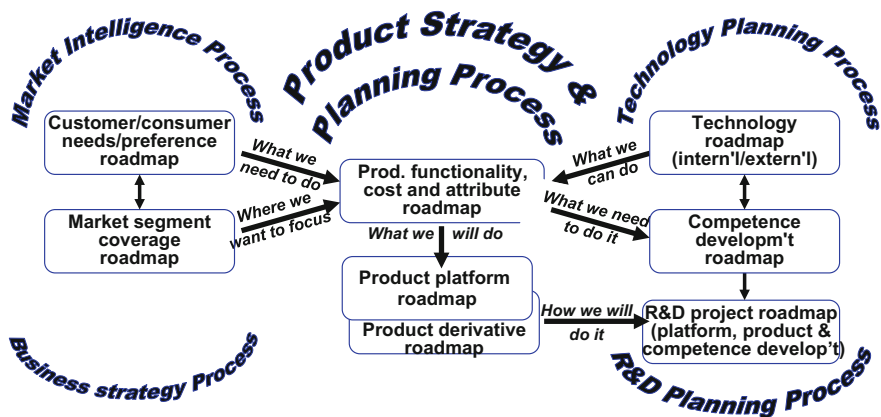 Market Intelligence Process
Product Strategy &
Planning Process
Technology Planning Process
Customer/consumer
needs/preference
roadmap
What we
need to do
Prod. functionality,
cost and attribute
roadmap
What we
can do
Technology
roadmap
(intern'l/extern'l)
Market segment
coverage
roadmap
Where we
want to focus
What we need
to do it
Competence
developm't
roadmap
What we will do
Product platform
roadmap
Product derivative
roadmap
How we will
do it
R&D project roadmap
(platform, product &
competence develop't)
Business strategy Process
R&D Planning Process